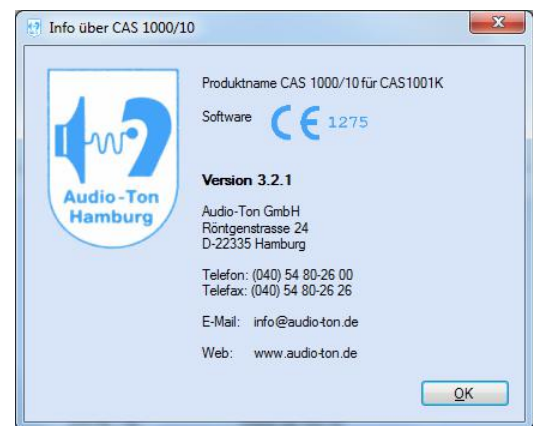 Info über CAS 1000/10
Audio-Ton
Hamburg
Produktname CAS 1000/10 für CAS1001K
Software CE 1275
Version 3.2.1
Audio-Ton GmbH
Röntgenstrasse 24
D-22335 Hamburg
Telefon: (040) 54 80-26 00
Telefax: (040) 54 80-26 26
E-Mail: info@audio-ton.de
Web: www.audio-ton.de
OK